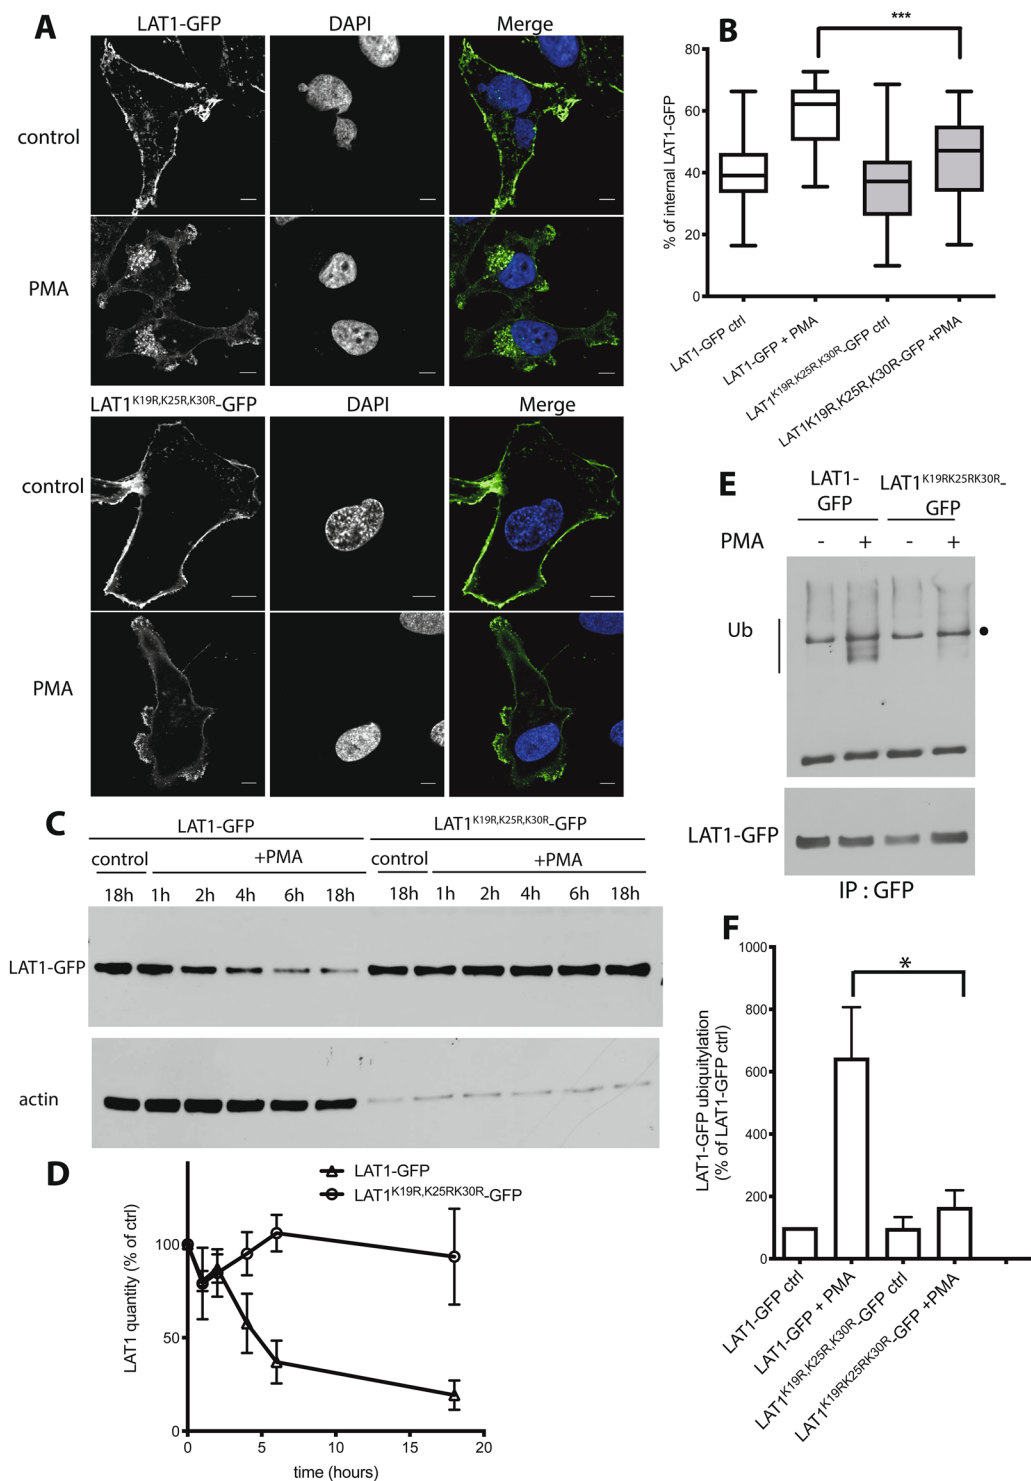 A
LAT1-GFP DAPI Merge
control
PMA
LAT1K19R,K25R,K30R-GFP DAPI Merge
control
PMA
B
***
% of internal LAT1-GFP
80
60
40
20
0
LAT1-GFP ctrl
LAT1-GFP + PMA
LAT1K19R,K25R,K30R-GFP ctrl
LAT1K19R,K25R,K30R-GFP +PMA
C
LAT1-GFP LAT1K19R,K25R,K30R-GFP
control +PMA control +PMA
18h 1h 2h 4h 6h 18h 18h 1h 2h 4h 6h 18h
LAT1-GFP
actin
D
LAT1-GFP
LAT1K19R,K25RK30R-GFP
LAT1 quantity (% of ctrl)
100
50
0
0 5 10 15 20
time (hours)
E
LAT1-
GFP
LAT1K19RK25RK30R-
GFP
PMA - + - +
Ub
LAT1-GFP
IP : GFP
F
*
LAT1-GFP ubiquitylation
(% of LAT1-GFP ctrl)
1000
800
600
400
200
0
LAT1-GFP ctrl
LAT1-GFP + PMA
LAT1K19R,K25R,K30R-GFP ctrl
LAT1K19RK25RK30R-GFP +PMA